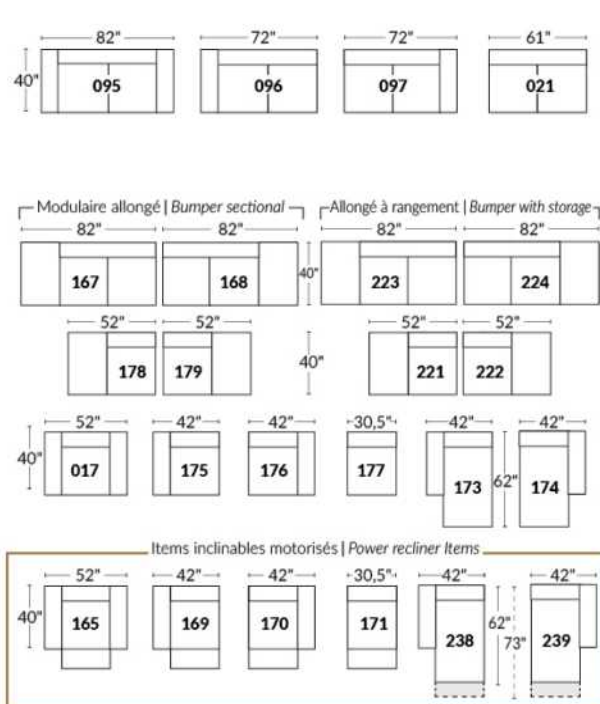 82" 72" 72" 61"
40" 095 096 097 021
Modulaire allongé | Bumper sectional Allongé à rangement | Bumper with storage
82" 82" 82" 82"
167 168 40" 223 224
52" 52" 52" 52"
178 179 40" 221 222
52" 42" 42" 30,5" 42" 42"
40" 017 175 176 177 173 62" 174
Items inclinables motorisés | Power recliner Items
52" 42" 42" 30,5" 42" 42"
40" 165 169 170 171 238 62" 73" 239